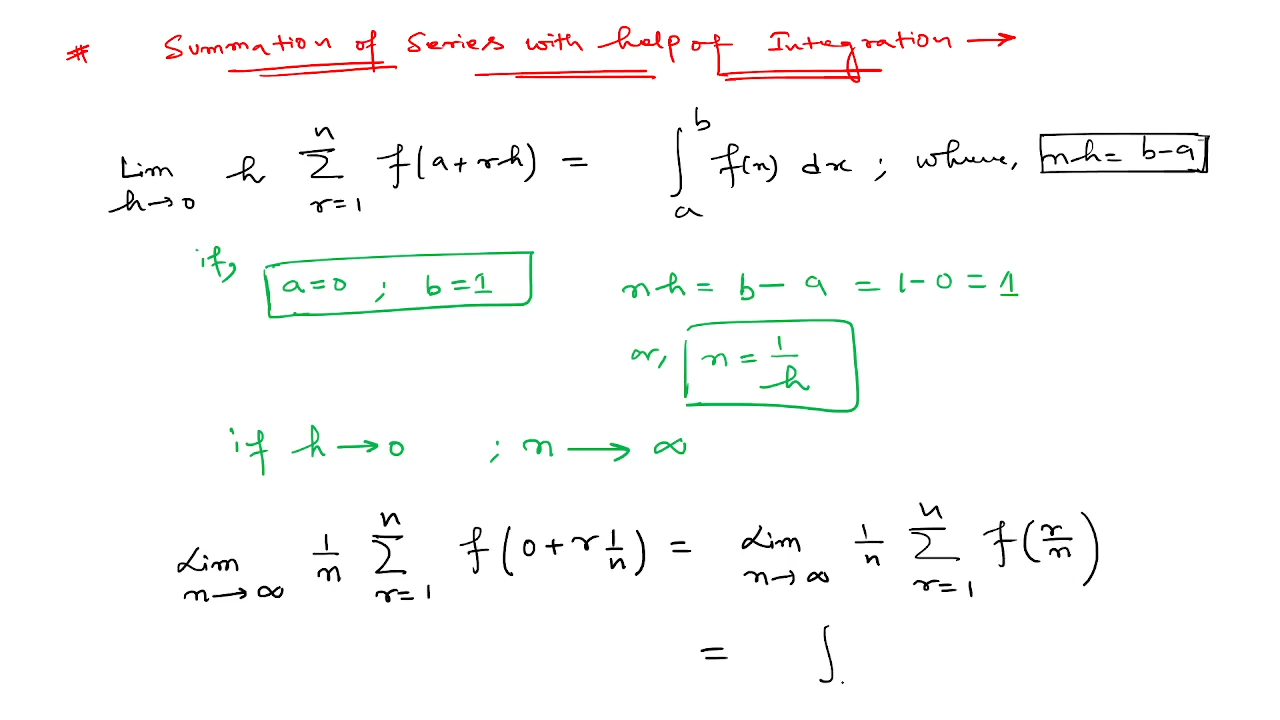 * Summation of Series with help of Integration →
Lim h→0 h ∑_{r=1}^{n} f(a+rh) = ∫_a^b f(x) dx ; where, nh = b-a
if, a=0 ; b=1 nh = b - a = 1-0 = 1
or, n = 1/h
if h→0 ; n → ∞
Lim n→∞ 1/n ∑_{r=1}^{n} f(0+r 1/n) = Lim n→∞ 1/n ∑_{r=1}^{n} f(r/n)
= ∫